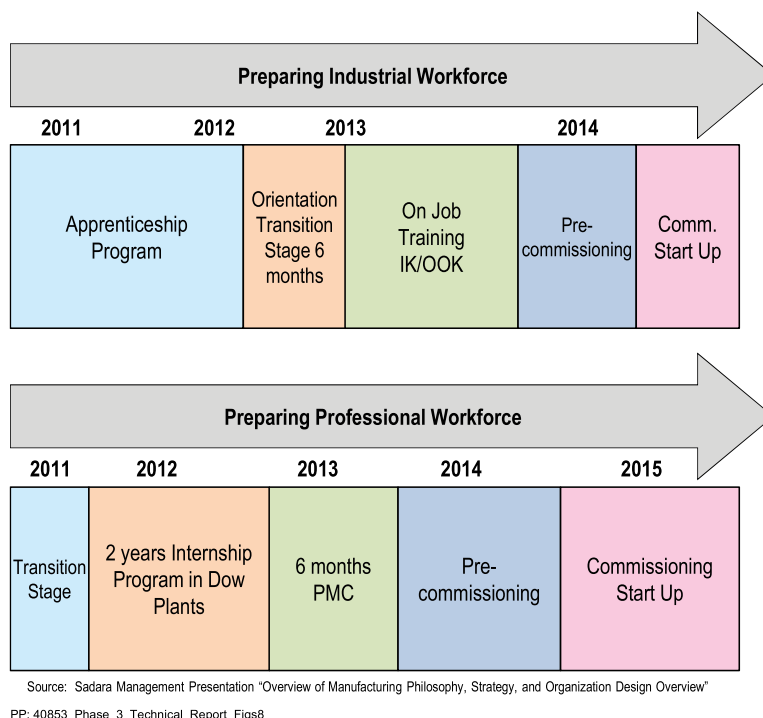 Preparing Industrial Workforce
2011 2012 2013 2014
Apprenticeship
Program
Orientation
Transition
Stage 6
months
On Job
Training
IK/OOK
Pre-
commissioning
Comm.
Start Up
Preparing Professional Workforce
2011 2012 2013 2014 2015
Transition
Stage
2 years Internship
Program in Dow
Plants
6 months
PMC
Pre-
commissioning
Commissioning
Start Up
Source: Sadara Management Presentation “Overview of Manufacturing Philosophy, Strategy, and Organization Design Overview”
PP: 40853_Phase_3_Technical_Report_Figs8